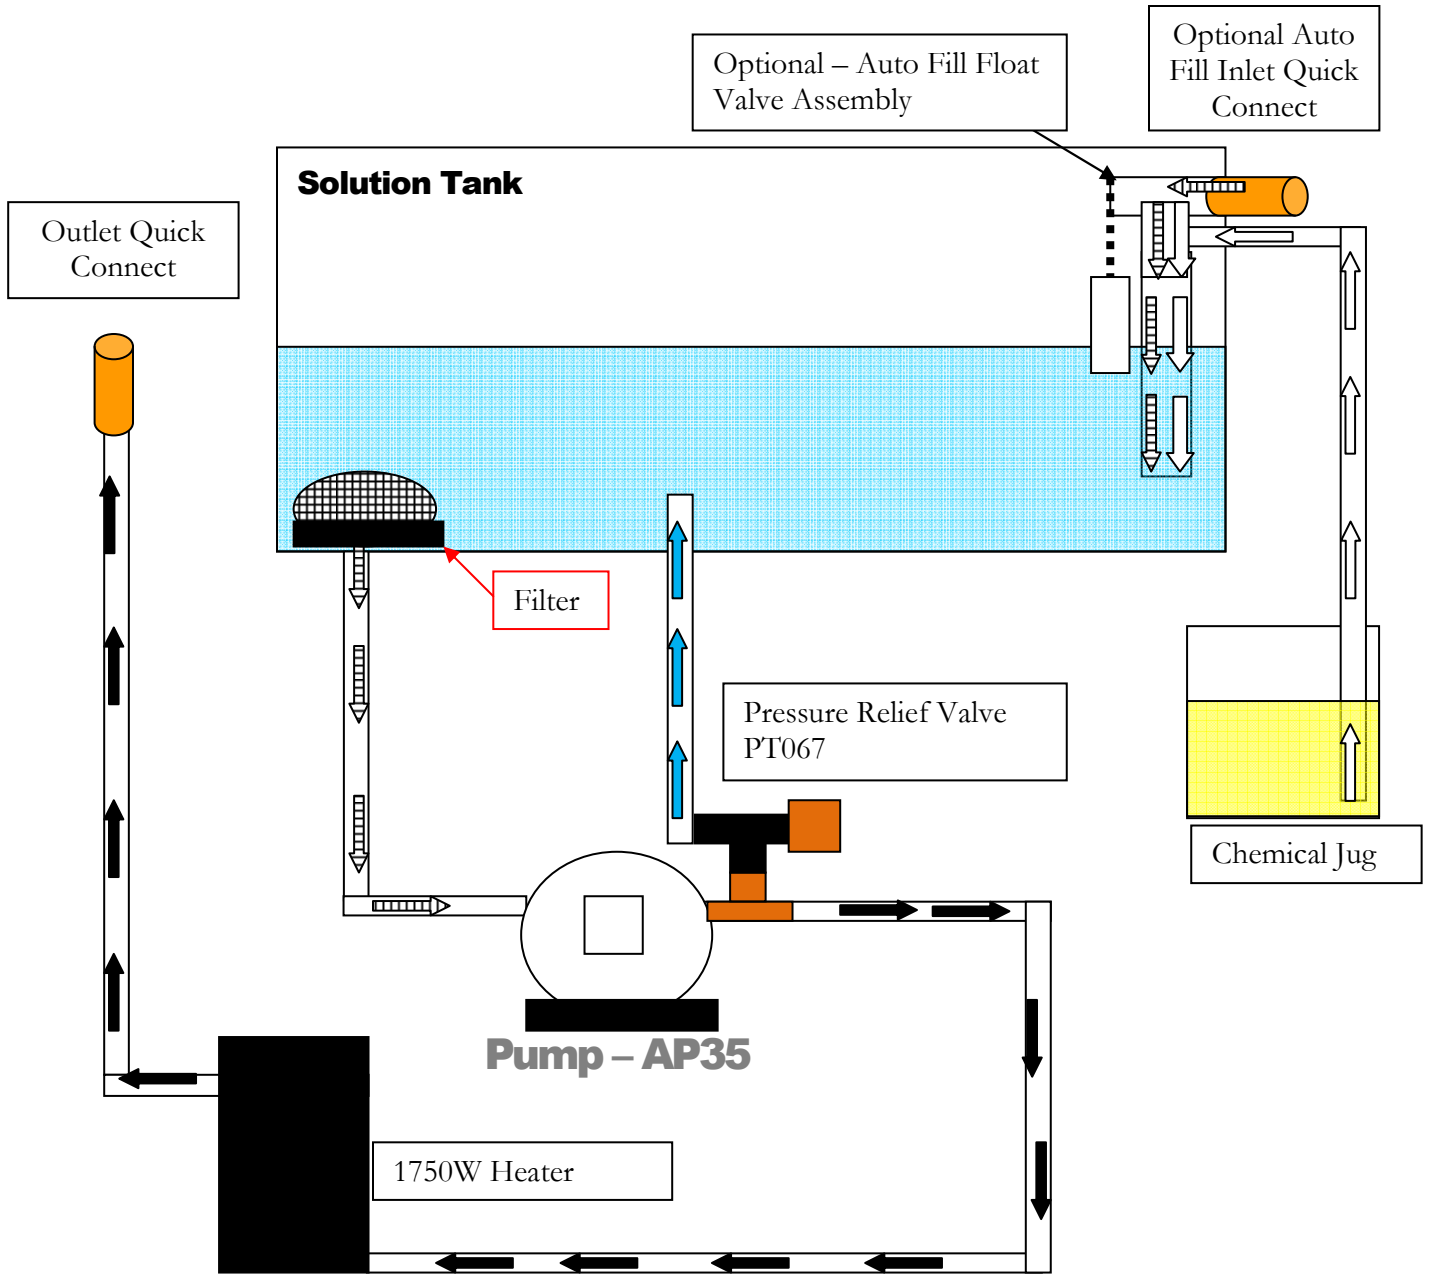 Optional Auto
Fill Inlet Quick
Connect
Optional – Auto Fill Float
Valve Assembly
Solution Tank
Outlet Quick
Connect
Filter
Pressure Relief Valve
PT067
Chemical Jug
Pump – AP35
1750W Heater